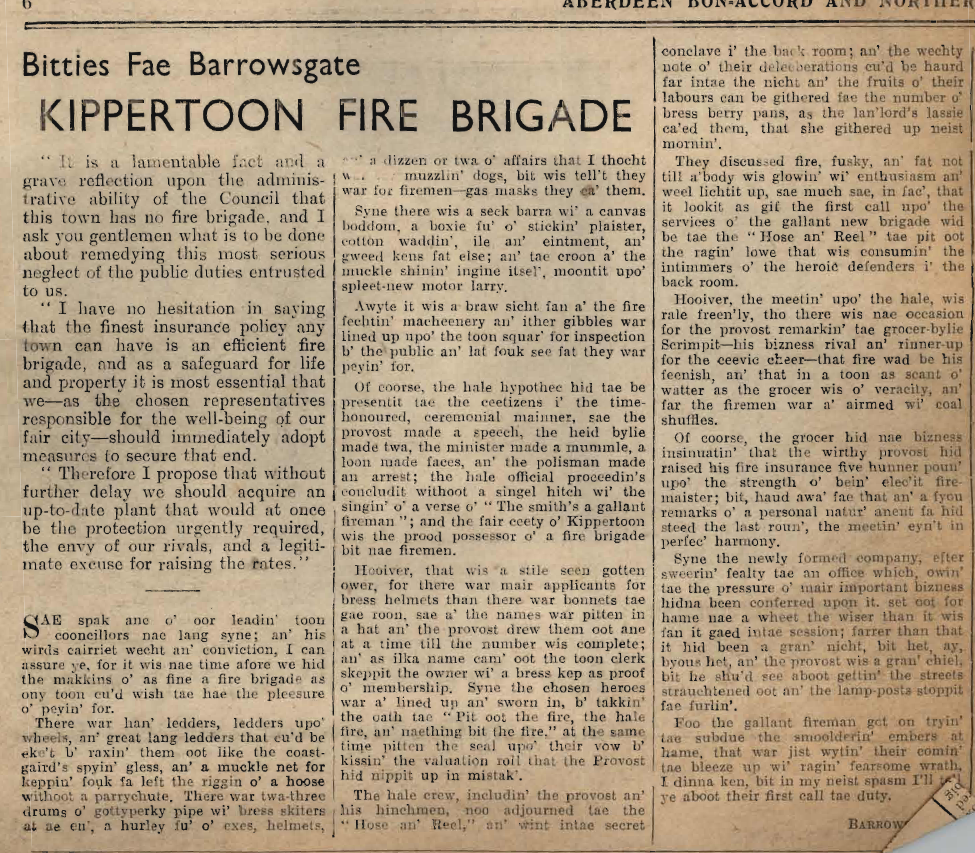 6
ABERDEEN BON-ACCORD AND NORTHER
Bitties Fae Barrowsgate
KIPPERTOON FIRE BRIGADE
" It is a lamentable fact and a
grave reflection upon the adminis-
trative ability of the Council that
this town has no fire brigade, and I
ask you gentlemen what is to be done
about remedying this most serious
neglect of the public duties entrusted
to us.
" I have no hesitation in saying
that the finest insurance policy any
town can have is an efficient fire
brigade, and as a safeguard for life
and property it is most essential that
we—as the chosen representatives
responsible for the well-being of our
fair city—should immediately adopt
measures to secure that end.
" Therefore I propose that without
further delay we should acquire an
up-to-date plant that would at once
be the protection urgently required,
the envy of our rivals, and a legiti-
mate excuse for raising the rates."
SAE spak ane o' oor leadin' toon
cooncillors nae lang syne; an' his
wirds cairriet wecht an' conviction, I can
assure ye, for it wis nae time afore we hid
the makkins o' as fine a fire brigade as
ony toon cu'd wish tae hae the pleesure
o' peyin' for.
There war han' ledders, ledders upo'
wheels, an' great lang ledders that cu'd be
eke't b' raxin' them oot like the coast-
gaird's spyin' gless, an' a muckle net for
keppin' fouk fa left the riggin o' a hoose
withoot a parrychute. There war twa-three
drums o' gottyperky pipe wi' bress skiters
at ae en', a hurley fu' o' exes, helmets,
a dizzen or twa o' affairs that I thocht
muzzlin' dogs, bit wis tell't they
war for firemen—gas masks they ca' them.
Syne there wis a seck barra wi' a canvas
boddom, a boxie fu' o' stickin' plaister,
cotton waddin', ile an' eintment, an'
gweed kens fat else; an' tae croon a' the
muckle shinin' ingine itsel', moontit upo'
spleet-new motor larry.
Awyte it wis a braw sicht fan a' the fire
fechtin' macheenery an' ither gibbles war
lined up upo' the toon squar' for inspection
b' the public an' lat fouk see fat they war
peyin' for.
Of coorse, the hale hypothec hid tae be
presentit tae the ceetizens i' the time-
honoured, ceremonial mainner, sae the
provost made a speech, the heid bylie
made twa, the minister made a mummle, a
loon made faces, an' the polisman made
an arrest; the hale official proceedin's
concludit withoot a singel hitch wi' the
singin' o' a verse o' " The smith's a gallant
fireman "; and the fair ceety o' Kippertoon
wis the prood possessor o' a fire brigade
bit nae firemen.
Hooiver, that wis a stile seen gotten
ower, for there war mair applicants for
bress helmets than there war bonnets tae
gae roon, sae a' the names war pitten in
a hat an' the provost drew them oot ane
at a time till the number wis complete;
an' as ilka name cam' oot the toon clerk
skeppit the owner wi' a bress kep as proof
o' membership. Syne the chosen heroes
war a' lined up an' sworn in, b' takkin'
the oath tae " Pit oot the fire, the hale
fire, an' naething bit the fire." at the same
time pitten the seal upo' their vow b'
kissin' the valuation roll that the Provost
hid nippit up in mistak'.
The hale crew, includin' the provost an'
his hinchmen, noo adjourned tae the
" Hose an' Reel," an' wint intae secret
conclave i' the back room; an' the wechty
note o' their deleeberations cu'd be haurd
far intae the nicht an' the fruits o' their
labours can be githered fae the number o'
bress berry pans, as the lan'lord's lassie
ca'ed them, that she githered up neist
mornin'.
They discussed fire, fusky, an' fat not
till a'body wis glowin' wi' enthusiasm an'
weel lichtit up, sae much sae, in fac', that
it lookit as gif the first call upo' the
services o' the gallant new brigade wid
be tae the " Hose an' Reel " tae pit oot
the ragin' lowe that wis consumin' the
intimmers o' the heroic defenders i' the
back room.
Hooiver, the meetin' upo' the hale, wis
rale freen'ly, tho there wis nae occasion
for the provost remarkin' tae grocer-bylie
Scrimpit—his bizness rival an' rinner-up
for the ceevic cheer—that fire wad be his
feenish, an' that in a toon as scant o'
watter as the grocer wis o' veracity, an'
far the firemen war a' airmed wi' coal
shuffles.
Of coorse, the grocer hid nae bizness
insinuatin' that the wirthy provost hid
raised his fire insurance five hunner poun'
upo' the strength o' bein' elec'it fire-
maister; bit, haud awa' fae that an' a fyou
remarks o' a personal natur' anent fa hid
steed the last roun', the meetin' eyn't in
perfec' harmony.
Syne the newly formed company, efter
sweerin' fealty tae an office which, owin'
tae the pressure o' mair important bizness
hidna been conferred upon it. set oot for
hame nae a wheet the wiser than it wis
fan it gaed intae session; farrer than that
it hid been a gran' nicht, bit het, ay,
byous het, an' the provost wis a gran' chiel,
bit he shu'd see aboot gettin' the streets
strauchtened oot an' the lamp-posts stoppit
fae furlin'.
Foo the gallant fireman got on tryin'
tae subdue the smoolderin' embers at
hame, that war jist wytin' their comin'
tae bleeze up wi' ragin' fearsome wrath,
I dinna ken, bit in my neist spasm I'll
ye aboot their first call tae duty.
BARROW